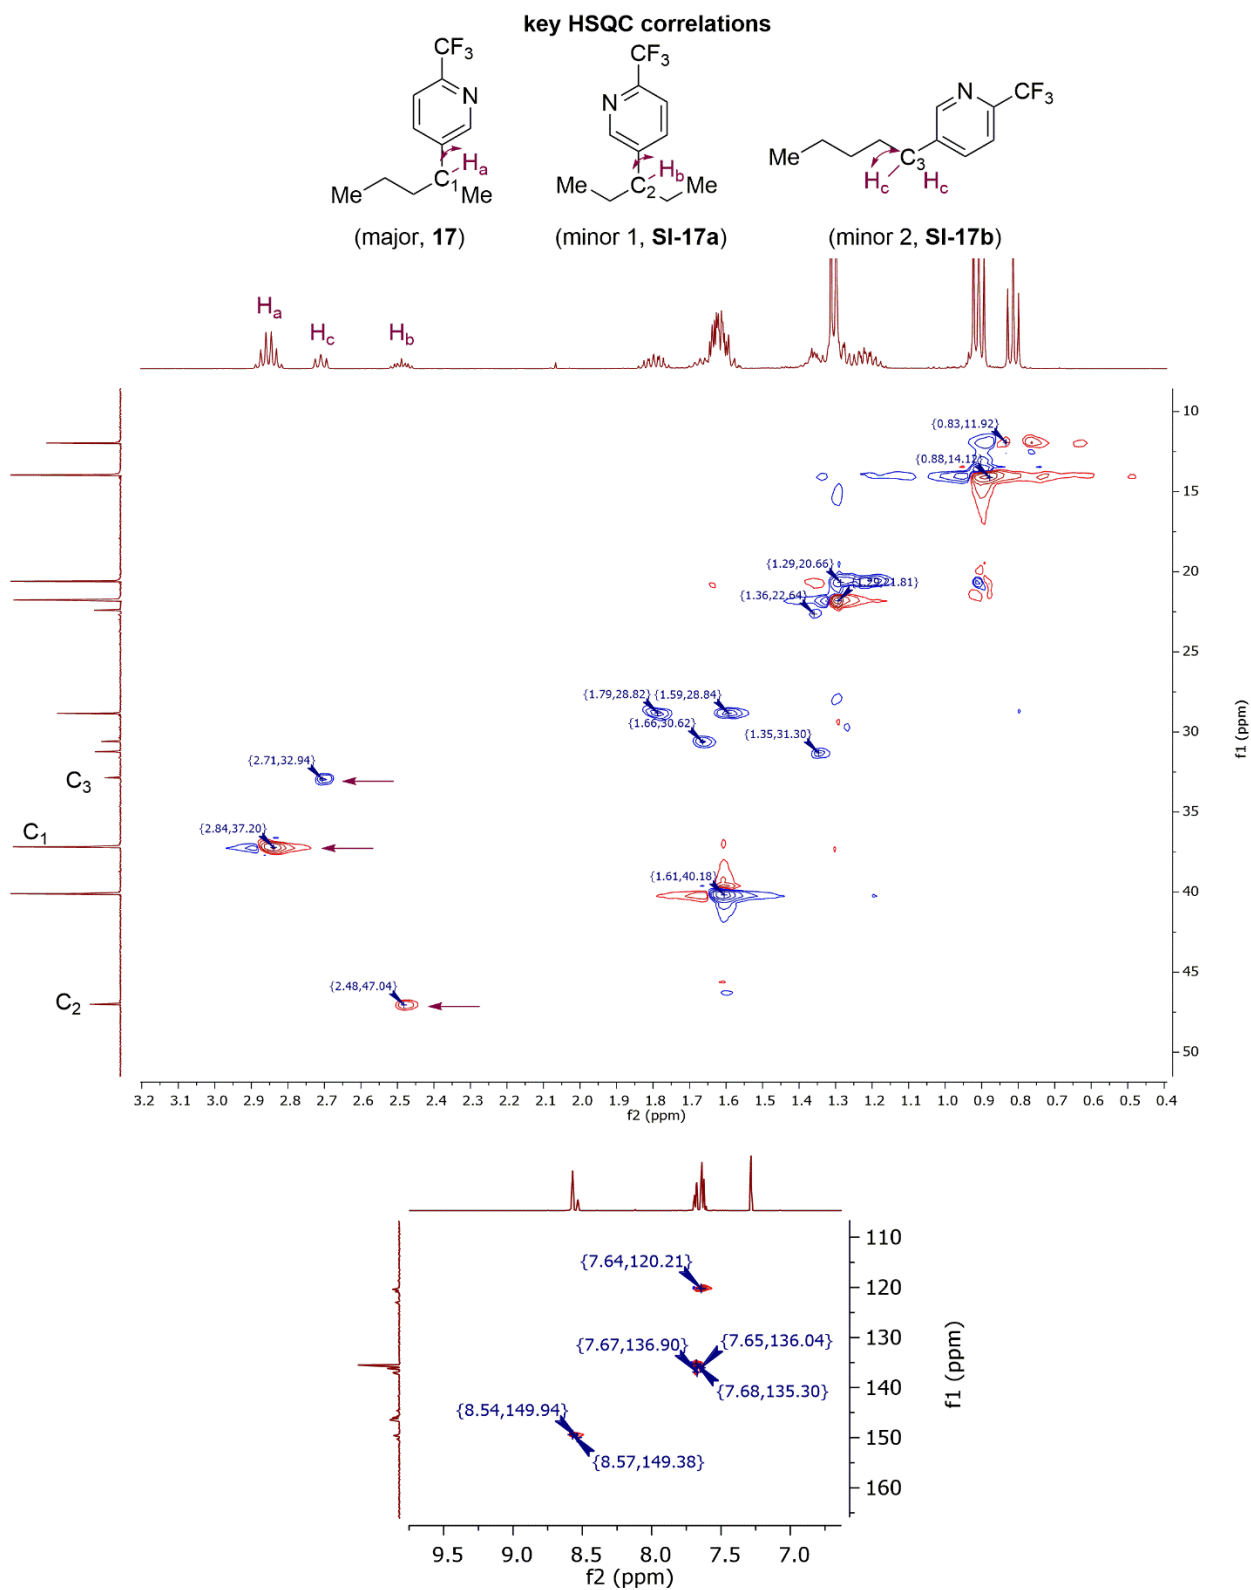 key HSQC correlations
CF3
CF3
N
N
N
CF3
Ha
Hb
C1
C2
C3
Me
Me
Me
Me
Me
Hc Hc
(major, 17)
(minor 1, SI-17a)
(minor 2, SI-17b)
Ha
Hc
Hb
{0.83,11.92}
{0.88,14.12}
{1.29,20.66}
{1.36,22.64}
{1.79,28.82}
{1.59,28.84}
{1.66,30.62}
{1.35,31.30}
{2.71,32.94}
{2.84,37.20}
{1.61,40.18}
{2.48,47.04}
C3
C1
C2
10
15
20
25
30
35
40
45
50
f1 (ppm)
3.2 3.1 3.0 2.9 2.8 2.7 2.6 2.5 2.4 2.3 2.2 2.1 2.0 1.9 1.8 1.7 1.6 1.5 1.4 1.3 1.2 1.1 1.0 0.9 0.8 0.7 0.6 0.5 0.4
f2 (ppm)
{7.64,120.21}
{7.67,136.90}
{7.65,136.04}
{7.68,135.30}
{8.54,149.94}
{8.57,149.38}
110
120
130
140
150
160
f1 (ppm)
9.5 9.0 8.5 8.0 7.5 7.0
f2 (ppm)